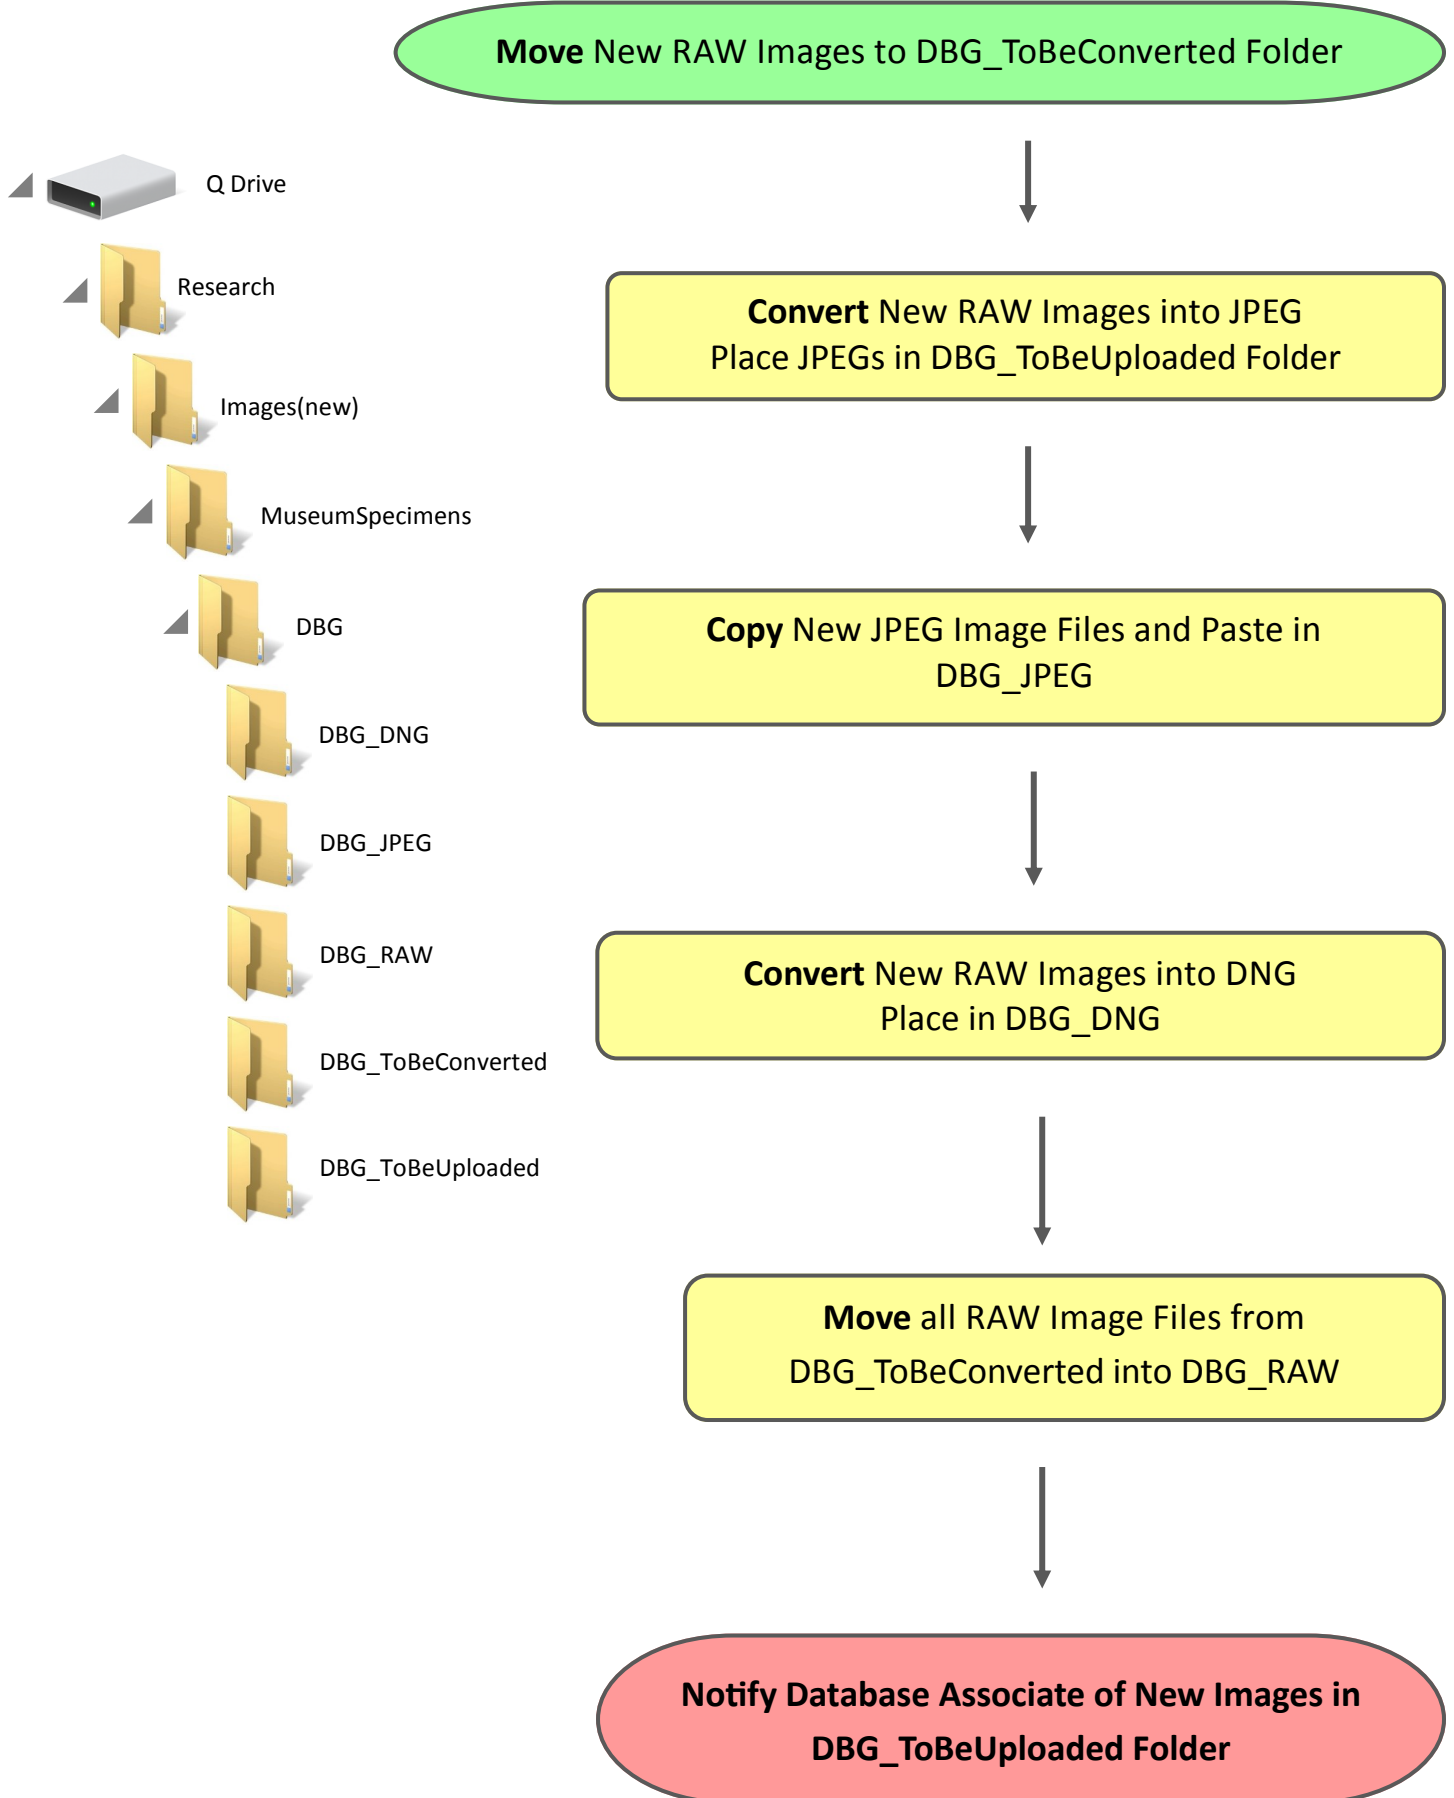 Move New RAW Images to DBG_ToBeConverted Folder
Q Drive
Research
Images(new)
MuseumSpecimens
DBG
DBG_DNG
DBG_JPEG
DBG_RAW
DBG_ToBeConverted
DBG_ToBeUploaded
Convert New RAW Images into JPEG
Place JPEGs in DBG_ToBeUploaded Folder
Copy New JPEG Image Files and Paste in
DBG_JPEG
Convert New RAW Images into DNG
Place in DBG_DNG
Move all RAW Image Files from
DBG_ToBeConverted into DBG_RAW
Notify Database Associate of New Images in
DBG_ToBeUploaded Folder